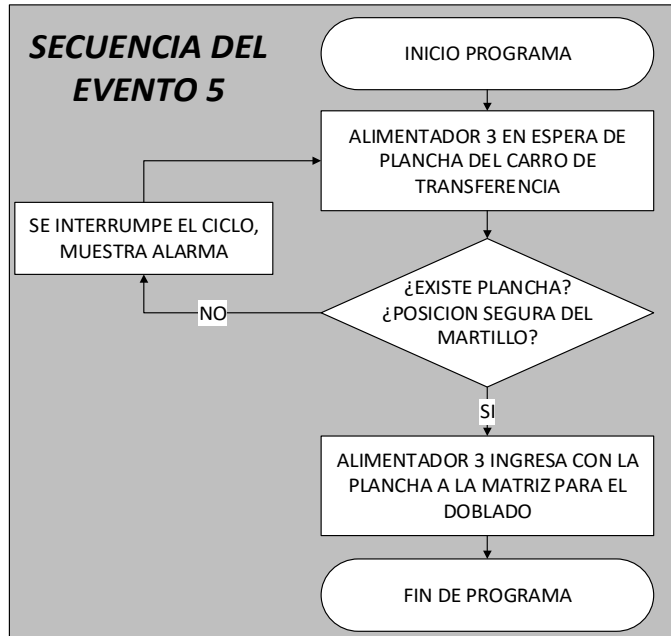 SECUENCIA DEL
EVENTO 5
INICIO PROGRAMA
ALIMENTADOR 3 EN ESPERA DE
PLANCHA DEL CARRO DE
TRANSFERENCIA
SE INTERRUMPE EL CICLO,
MUESTRA ALARMA
¿EXISTE PLANCHA?
¿POSICION SEGURA DEL
MARTILLO?
NO
SI
ALIMENTADOR 3 INGRESA CON LA
PLANCHA A LA MATRIZ PARA EL
DOBLADO
FIN DE PROGRAMA